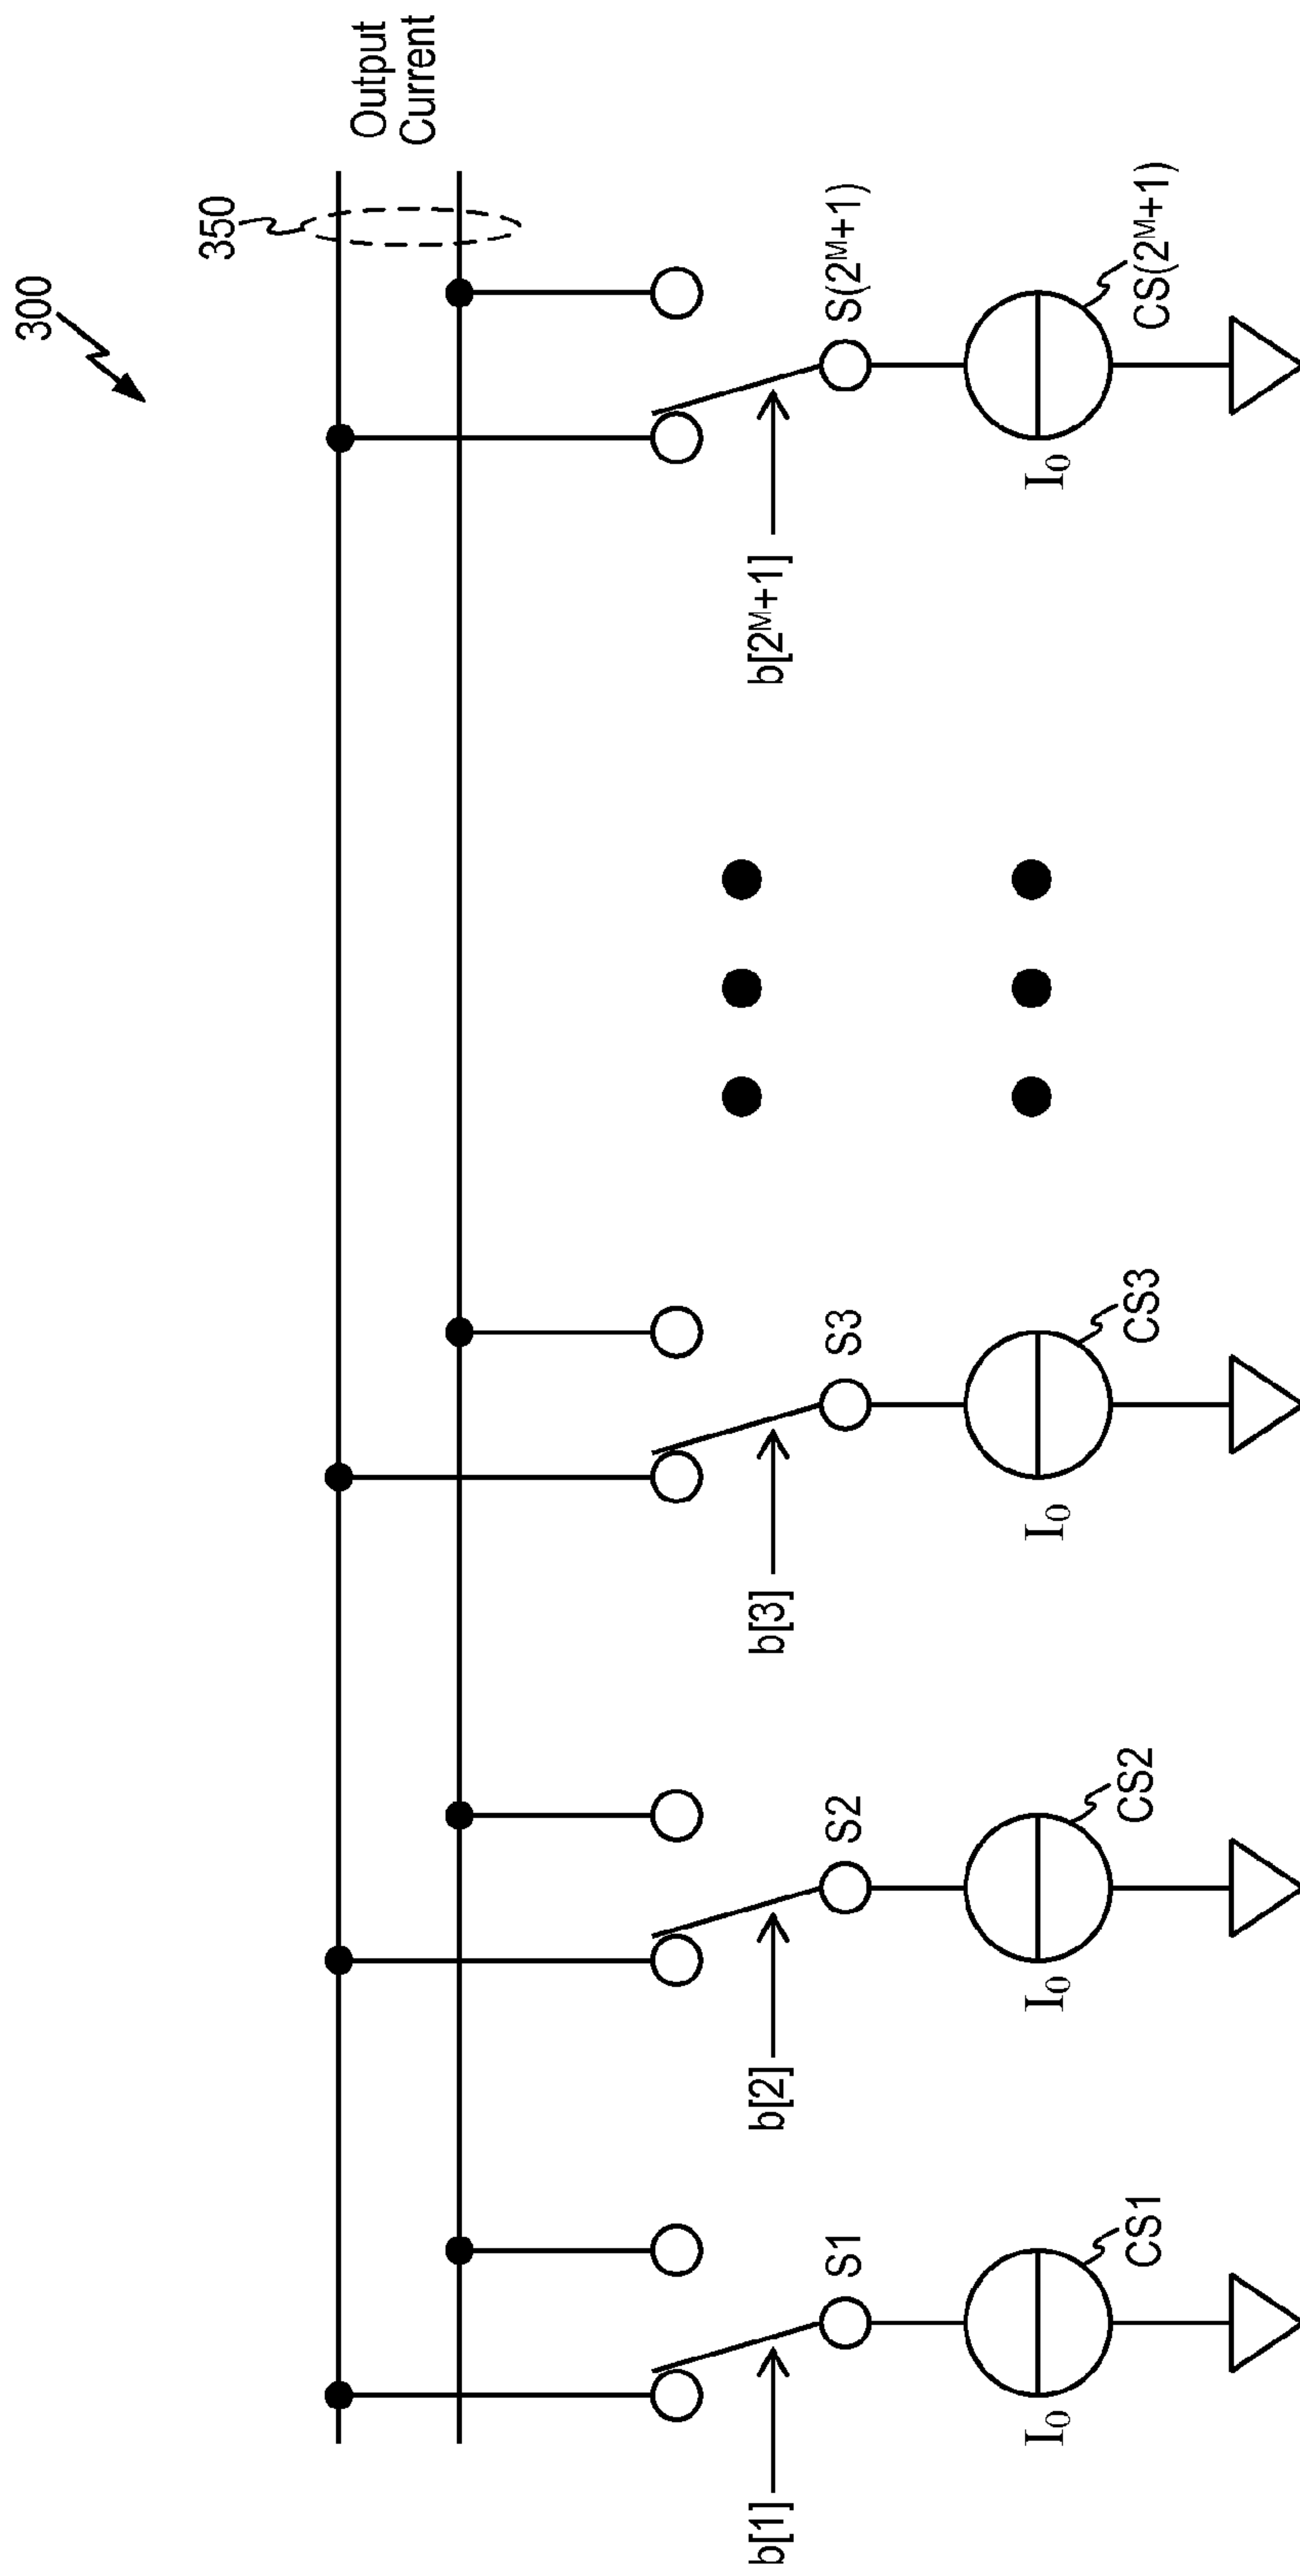 300
350
Output
Current
b[1]
b[2]
b[3]
b[2ᴹ+1]
S1
S2
S3
S(2ᴹ+1)
I₀
I₀
I₀
I₀
CS1
CS2
CS3
CS(2ᴹ+1)